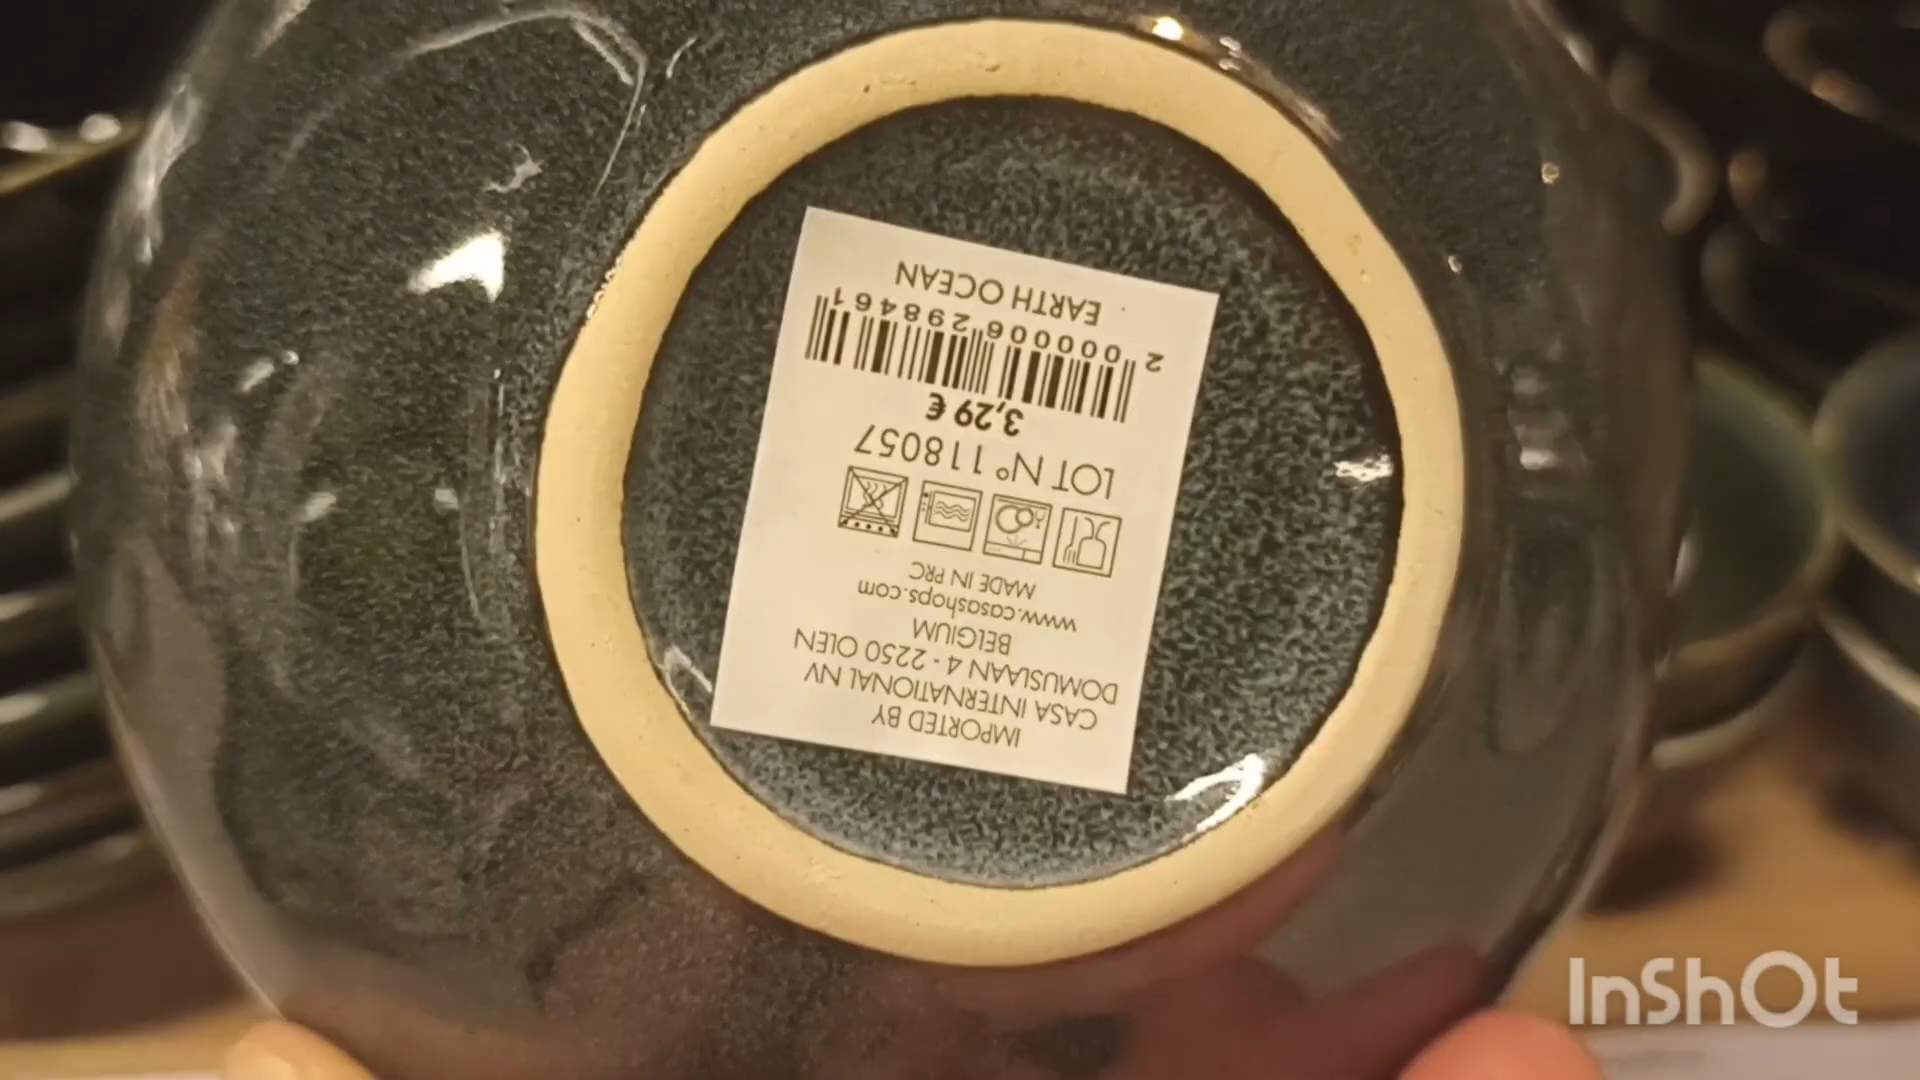 IMPORTED BY
CASA INTERNATIONAL NV
DOMUSLAAN 4 - 2250 OLEN
BELGIUM
www.casashops.com
MADE IN PRC
LOT N° 118057
3,29 €
2 000006 298461
EARTH OCEAN
InShOt